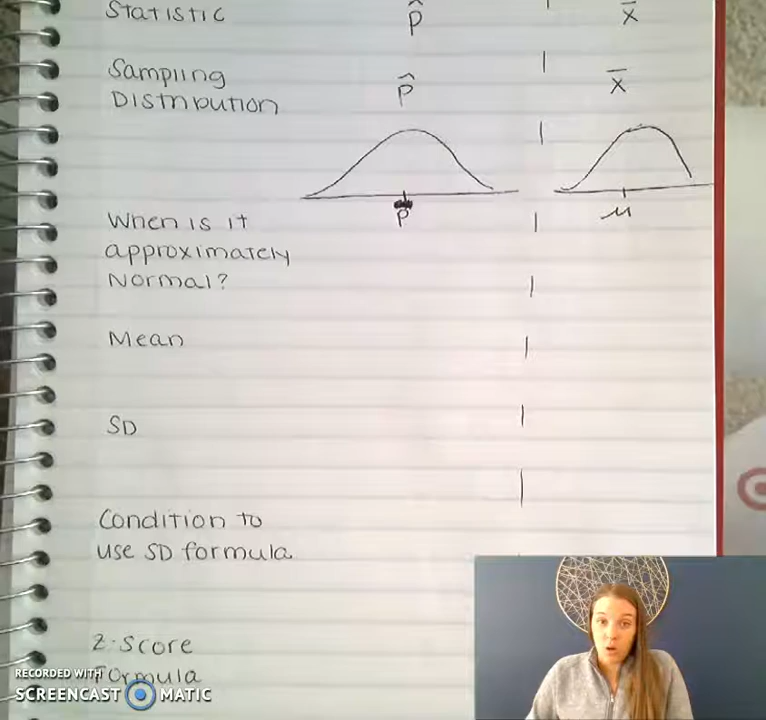 Statistic p̂ x̄
Sampling p̂ x̄
Distribution
p μ
When is it
approximately
Normal?
Mean
SD
Condition to
use SD formula
Z-Score
Formula
RECORDED WITH
SCREENCAST MATIC